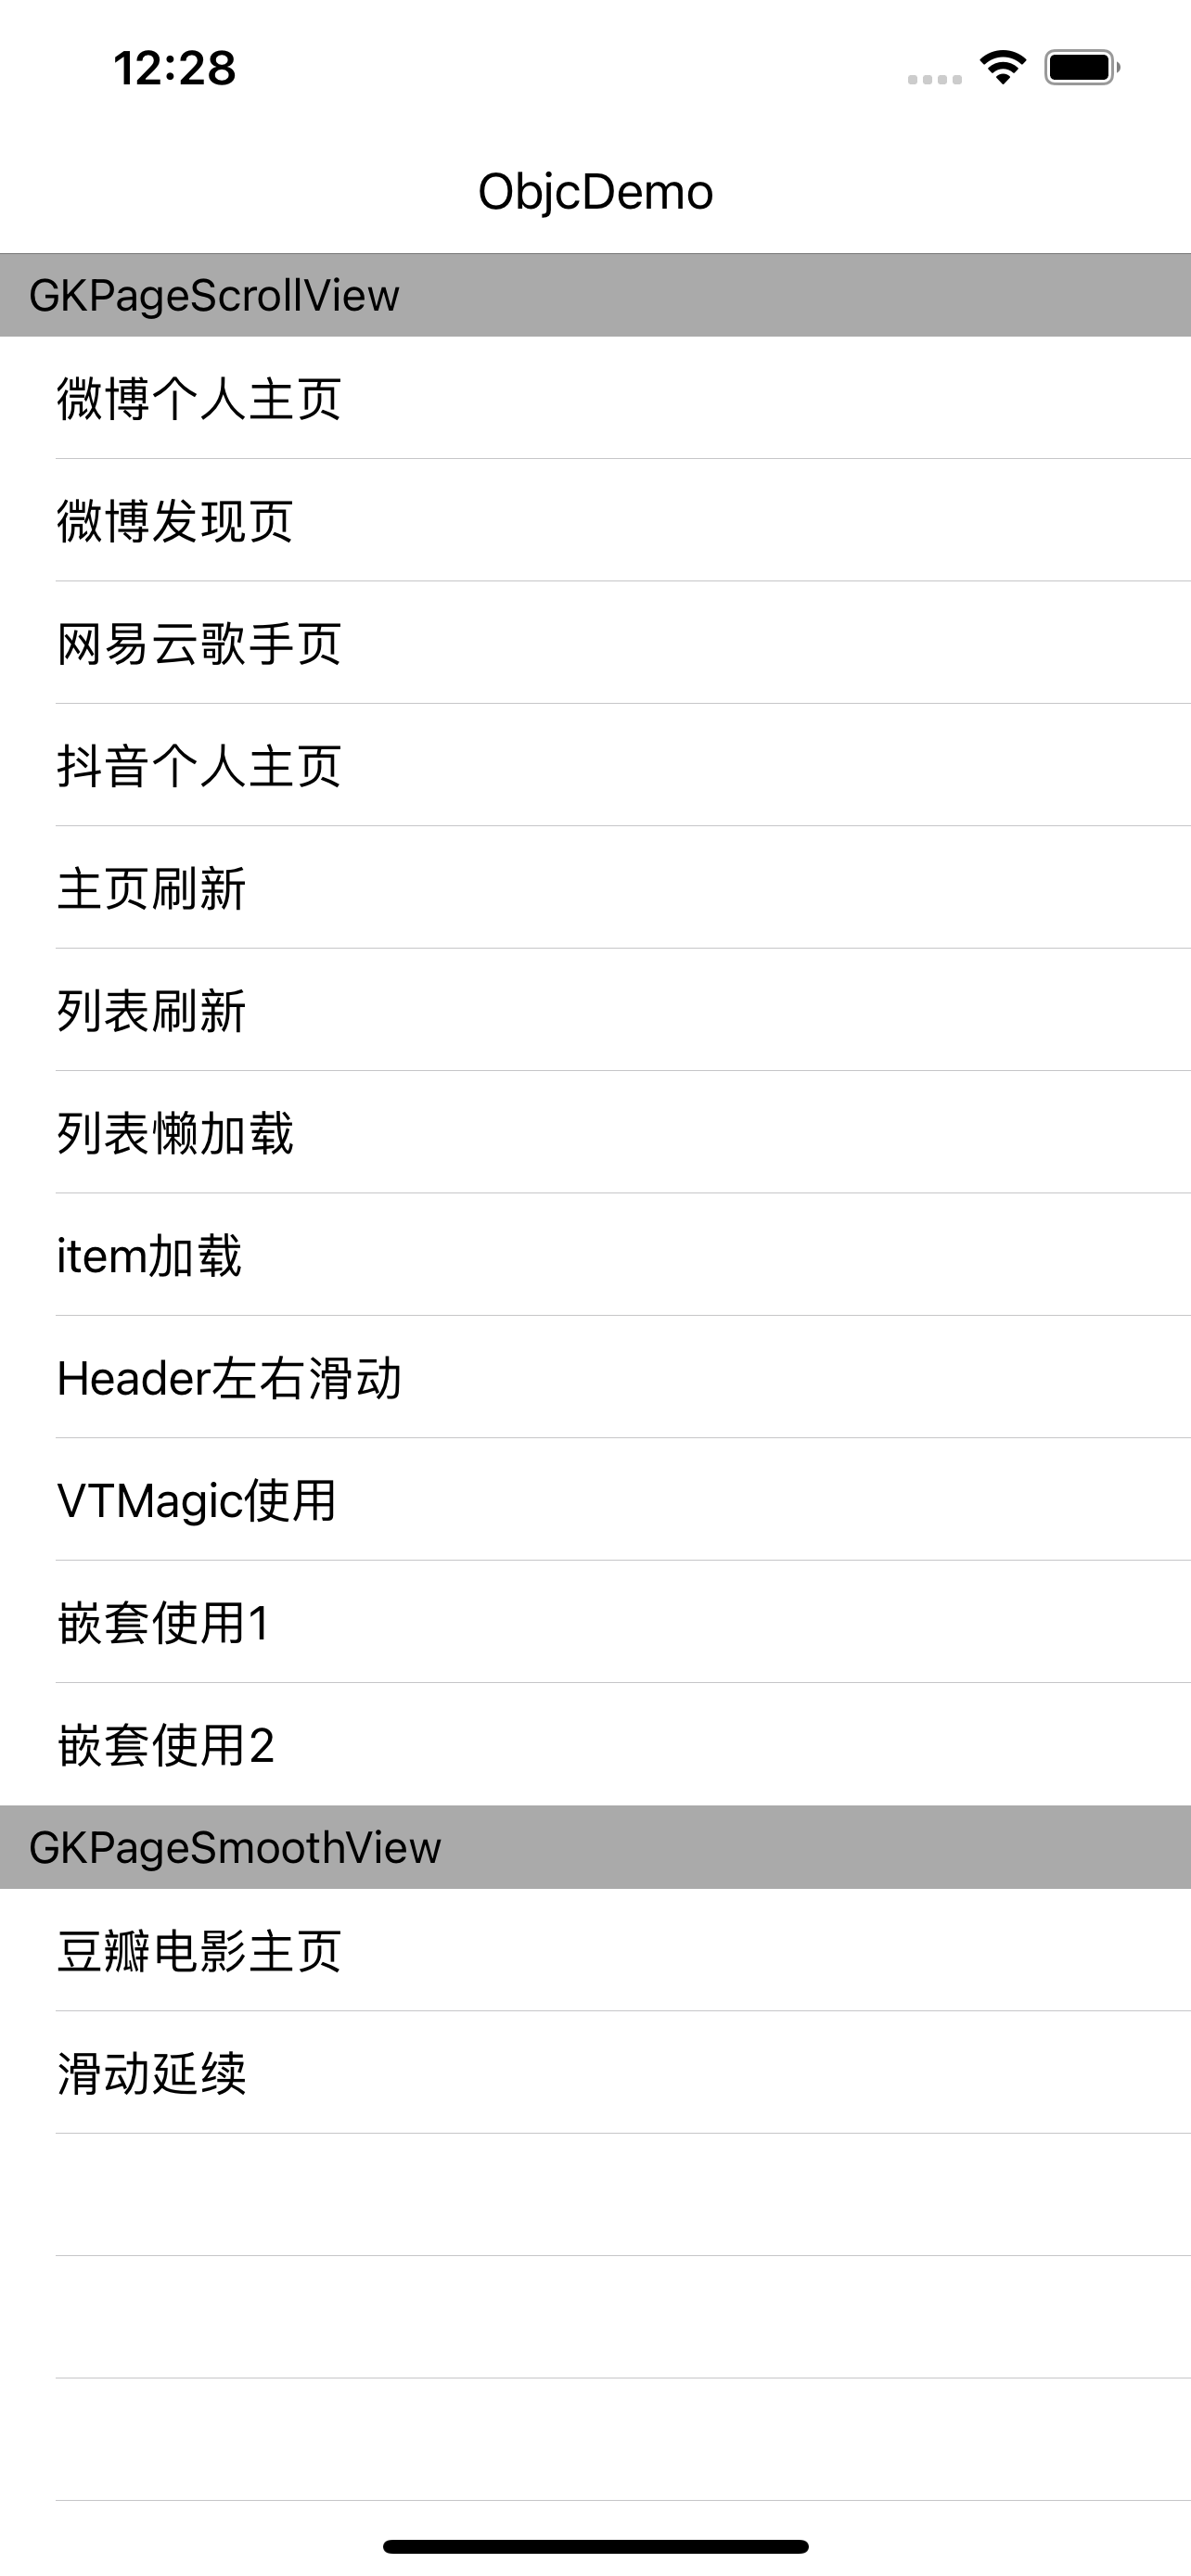 12:28
ObjcDemo
GKPageScrollView
微博个人主页
微博发现页
网易云歌手页
抖音个人主页
主页刷新
列表刷新
列表懒加载
item加载
Header左右滑动
VTMagic使用
嵌套使用1
嵌套使用2
GKPageSmoothView
豆瓣电影主页
滑动延续